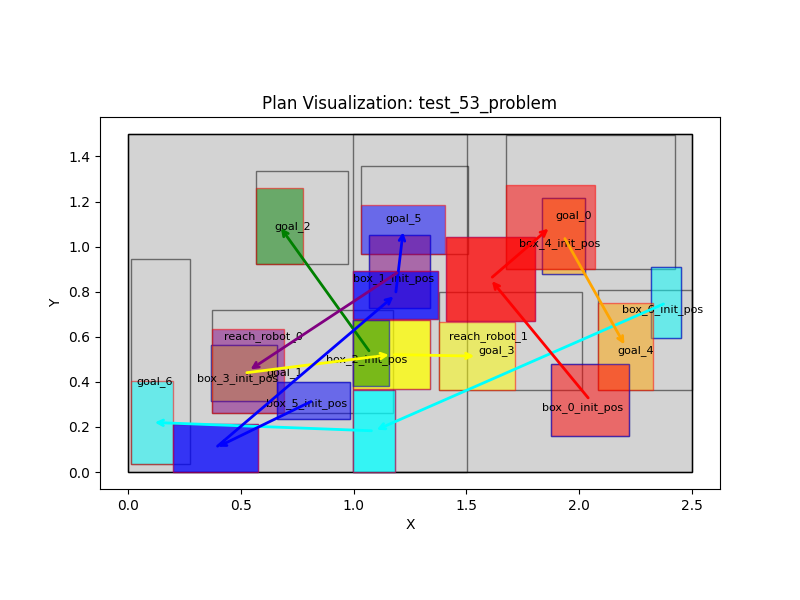 Plan Visualization: test_53_problem
1.4
1.2
1.0
0.8
0.6
0.4
0.2
0.0
Y
goal_2
goal_5
goal_0
box_4_init_pos
box_1_init_pos
box_6_init_pos
reach_robot_0
reach_robot_1
goal_3
goal_4
box_2_init_pos
goal_1
box_3_init_pos
goal_6
box_5_init_pos
box_0_init_pos
0.0 0.5 1.0 1.5 2.0 2.5
X